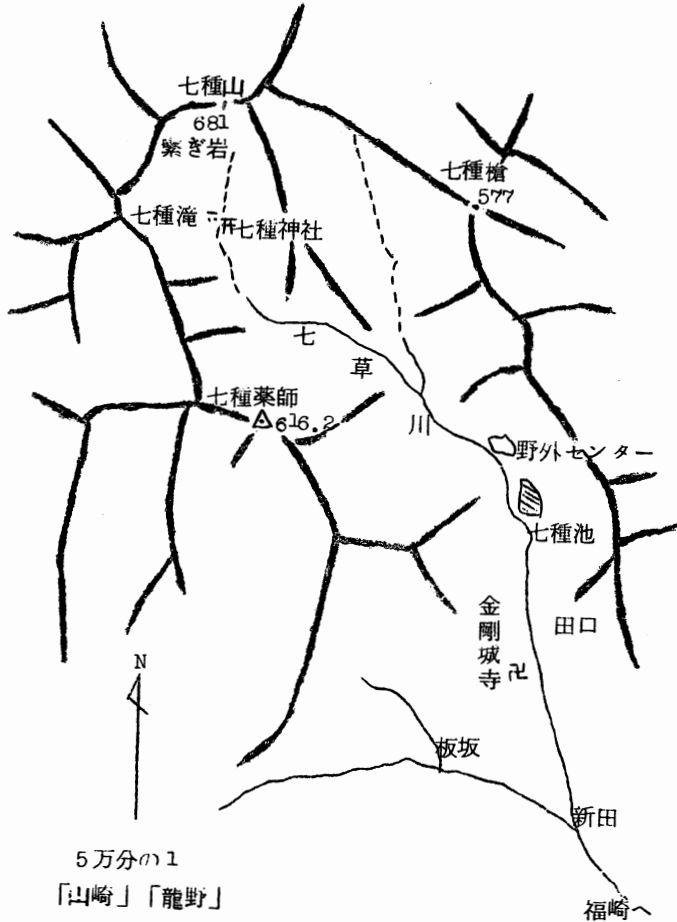 七種山
681
繋ぎ岩
七種槍
577
七種滝
七種神社
七
草
川
七種薬師
616.2
野外センター
七種池
金剛城寺
田口
N
板坂
新田
5万分の1
「山崎」「龍野」
福崎へ